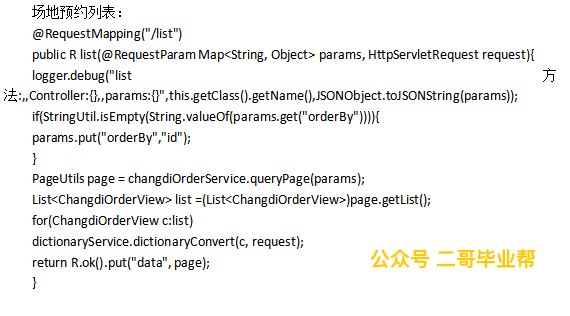 场地预约列表：
@RequestMapping("/list")
public R list(@RequestParam Map<String, Object> params, HttpServletRequest request){
logger.debug("list 方
法:,,Controller:{},,params:{}",this.getClass().getName(),JSONObject.toJSONString(params));
if(StringUtil.isEmpty(String.valueOf(params.get("orderBy")))){
params.put("orderBy","id");
}
PageUtils page = changdiOrderService.queryPage(params);
List<ChangdiOrderView> list =(List<ChangdiOrderView>)page.getList();
for(ChangdiOrderView c:list)
dictionaryService.dictionaryConvert(c, request);
return R.ok().put("data", page);
}
公众号 二哥毕业帮